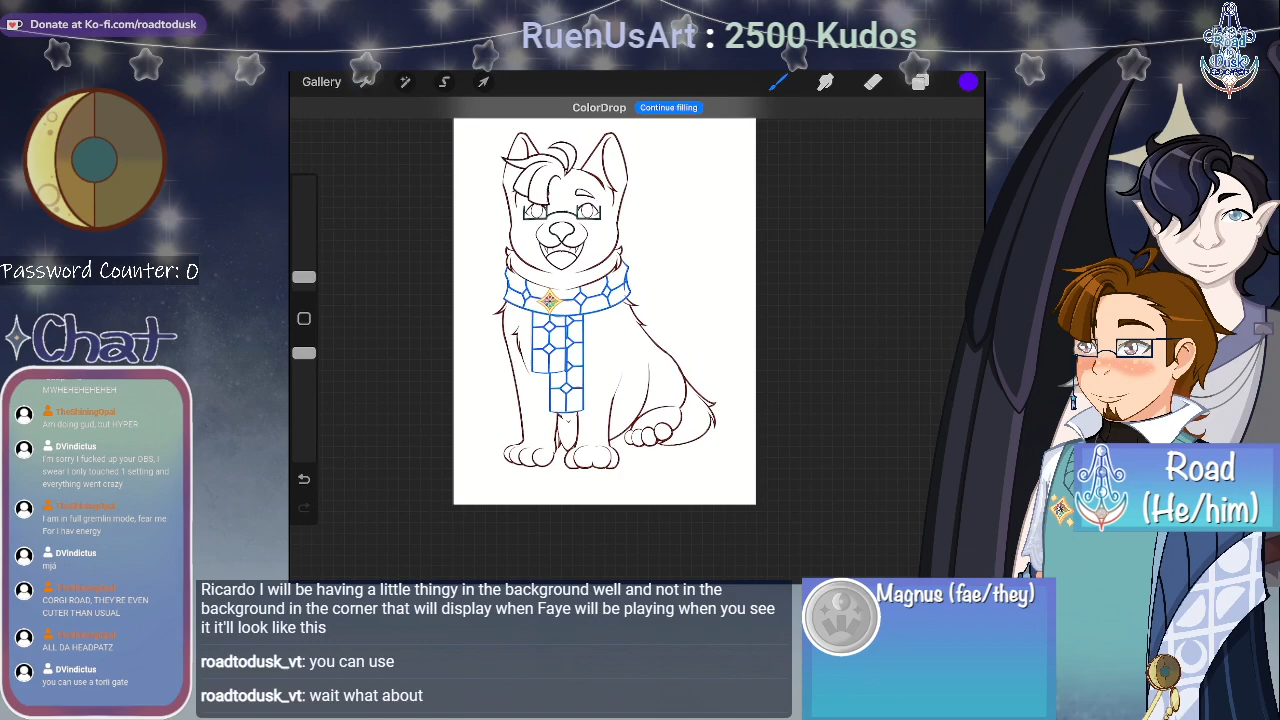 Donate at Ko-fi.com/roadtodusk
RuenUsArt : 2500 Kudos
Road
Dusk
Gallery
ColorDrop Continue filling
Password Counter: 0
Chat
MWHEHEHEHEHEH
TheShiningOpal
Am doing gud, but HYPER
DVindictus
I'm sorry I fucked up your OBS, I
swear I only touched 1 setting and
everything went crazy
TheShiningOpal
I am in full gremlin mode, fear me
For I hav energy
DVindictus
mjá
TheShiningOpal
CORGI ROAD, THEY'RE EVEN
CUTER THAN USUAL
TheShiningOpal
ALL DA HEADPATZ
DVindictus
you can use a torii gate
Ricardo I will be having a little thingy in the background well and not in the
background in the corner that will display when Faye will be playing when you see
it it'll look like this
roadtodusk_vt: you can use
roadtodusk_vt: wait what about
Magnus (fae/they)
Road
(He/him)